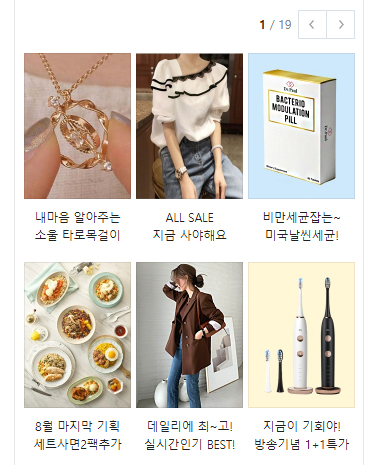 1 / 19
Dr.Paul
BACTERIO
MODULATION
PILL
내마음 알아주는
소울 타로목걸이
ALL SALE
지금 사야해요
비만세균잡는~
미국날씬세균!
8월 마지막 기획
세트사면2팩추가
데일리에 최~고!
실시간인기 BEST!
지금이 기회야!
방송기념 1+1특가